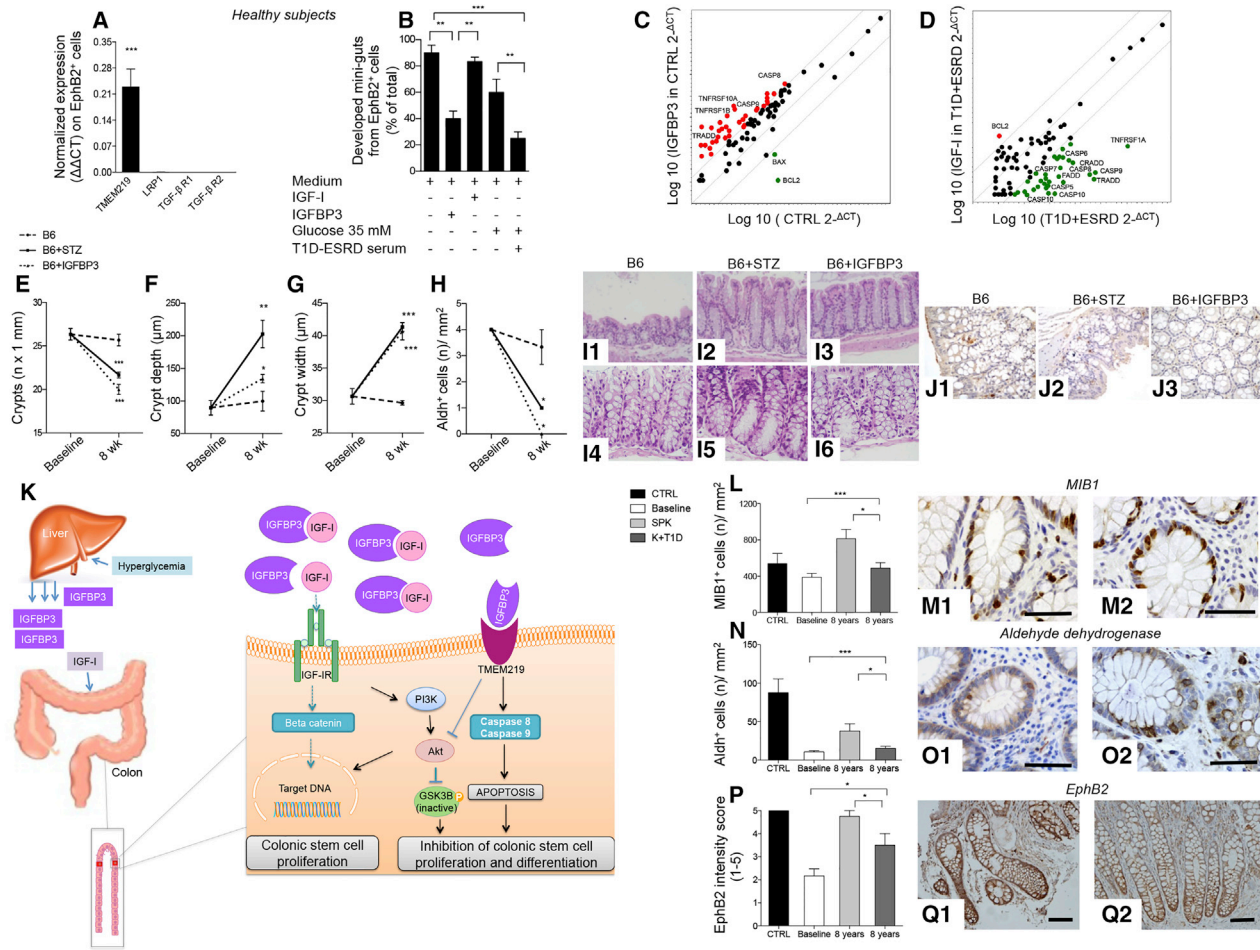 A
Healthy subjects
Normalized expression
(ΔΔCT) on EphB2+ cells
0.35
0.28
0.21
0.14
0.07
0.00
***
TMEM219
LRP1
TGF-β R1
TGF-β R2
B
Developed mini-guts
from EphB2+ cells
(% of total)
100
80
60
40
20
0
***
** **
**
Medium + + + + +
IGF-I +
IGFBP3 +
Glucose 35 mM + +
T1D-ESRD serum +
C
Log 10 (IGFBP3 in CTRL 2-ΔCT)
Log 10 ( CTRL 2-ΔCT)
CASP8
TNFRSF10A
CASP9
TNFRSF1B
TRADD
BAX
BCL2
D
Log 10 (IGF-I in T1D+ESRD 2-ΔCT)
Log 10 (T1D+ESRD 2-ΔCT)
BCL2
TNFRSF1A
CASP6
CASP7
CASP8
CRADD
FADD
CASP9
TRADD
CASP5
CASP10
CASP10
B6
B6+STZ
B6+IGFBP3
E
Crypts (n x 1 mm)
30
25
20
15
***
***
Baseline
8 wk
F
Crypt depth (µm)
250
200
150
100
50
**
*
Baseline
8 wk
G
Crypt width (µm)
45
40
35
30
25
***
***
Baseline
8 wk
H
Aldh+ cells (n)/ mm2
5
4
3
2
1
0
*
*
Baseline
8 wk
B6
B6+STZ
B6+IGFBP3
I1
I2
I3
I4
I5
I6
B6
B6+STZ
B6+IGFBP3
J1
J2
J3
K
Liver
Hyperglycemia
IGFBP3
IGFBP3
IGFBP3
IGF-I
Colon
IGFBP3 IGF-I
IGFBP3 IGF-I
IGFBP3
IGFBP3 IGF-I
IGFBP3 IGF-I
IGFBP3
IGF-IR
TMEM219
PI3K
Beta catenin
Caspase 8
Caspase 9
Akt
Target DNA
GSK3B
(inactive)
P
APOPTOSIS
Colonic stem cell
proliferation
Inhibition of colonic stem cell
proliferation and differentiation
CTRL
Baseline
SPK
K+T1D
L
MIB1+ cells (n)/ mm2
1000
800
600
400
200
0
***
*
CTRL Baseline 8 years 8 years
MIB1
M1
M2
N
Aldh+ cells (n)/ mm2
150
100
50
0
***
*
CTRL Baseline 8 years 8 years
Aldehyde dehydrogenase
O1
O2
P
EphB2 intensity score
(1-5)
5
4
3
2
1
0
*
*
CTRL Baseline 8 years 8 years
EphB2
Q1
Q2